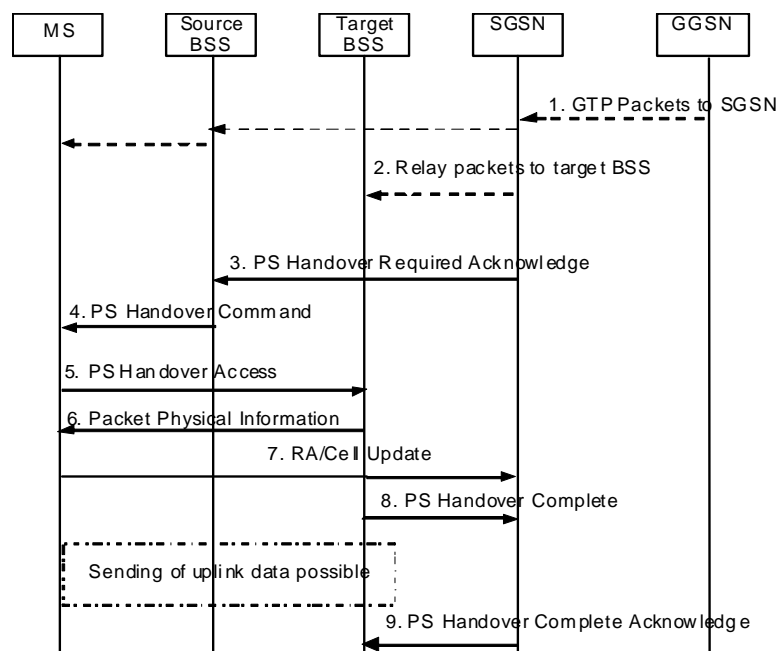 MS
Source
BSS
Target
BSS
SGSN
GGSN
1. GTP Packets to SGSN
2. Relay packets to target BSS
3. PS Handover Required Acknowledge
4. PS Handover Command
5. PS Handover Access
6. Packet Physical Information
7. RA/Cell Update
8. PS Handover Complete
Sending of uplink data possible
9. PS Handover Complete Acknowledge